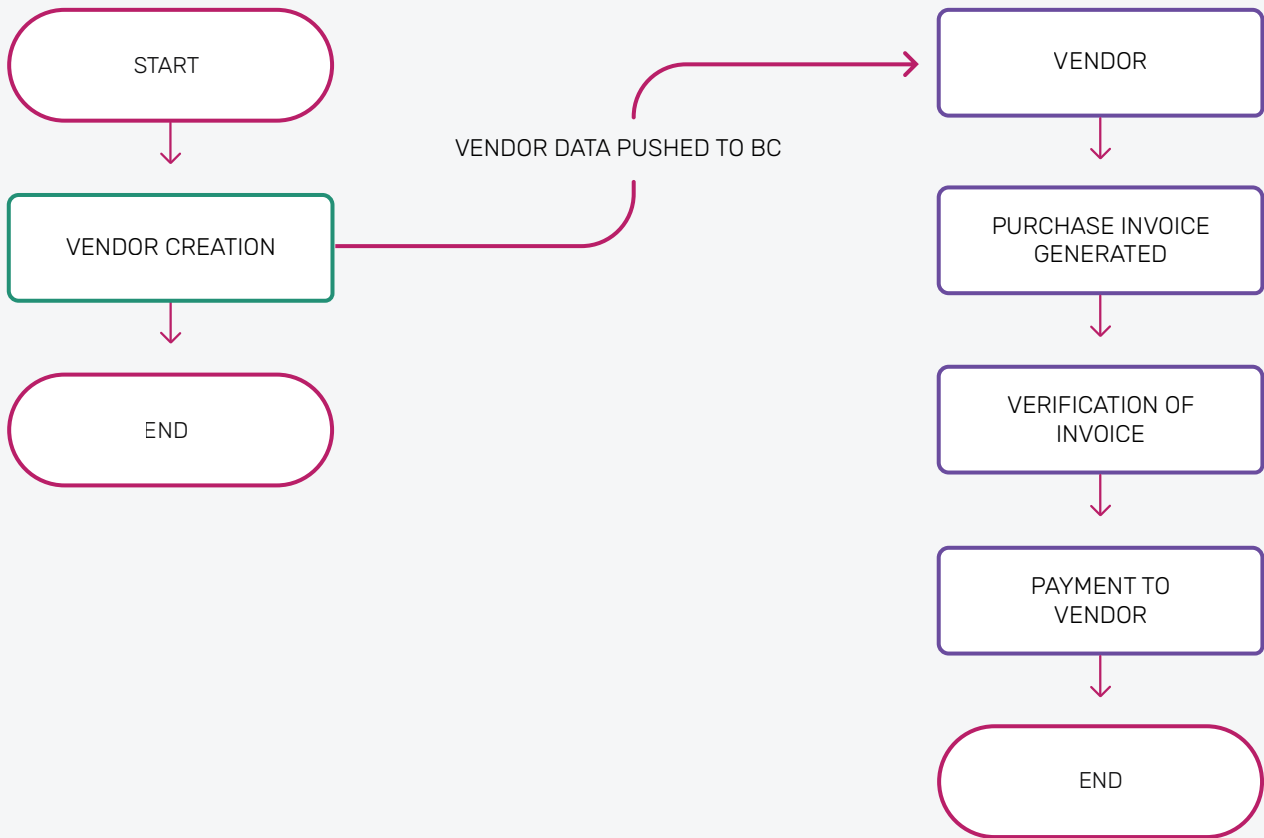 START
VENDOR CREATION
END
VENDOR DATA PUSHED TO BC
VENDOR
PURCHASE INVOICE
GENERATED
VERIFICATION OF
INVOICE
PAYMENT TO
VENDOR
END